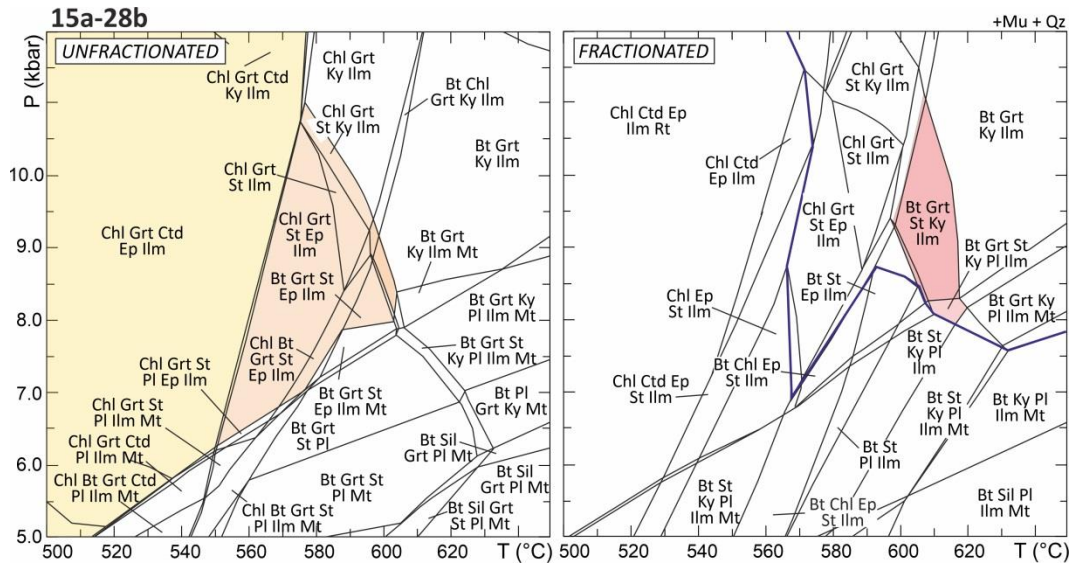 15a-28b
+Mu + Qz
P (kbar)
UNFRACTIONATED
Chl Grt Ctd
Ky Ilm
Chl Grt
Ky Ilm
Bt Chl
Grt Ky Ilm
Chl Grt
St Ky Ilm
Bt Grt
Ky Ilm
10.0
Chl Grt
St Ilm
Chl Grt Ctd
Ep Ilm
Chl Grt
St Ep
Ilm
9.0
Bt Grt
Ky Ilm Mt
Bt Grt St
Ep Ilm
8.0
Bt Grt Ky
Pl Ilm Mt
Chl Bt
Grt St
Ep Ilm
Bt Grt St
Ky Pl Ilm Mt
Chl Grt St
Pl Ep Ilm
7.0
Bt Grt St
Ep Ilm Mt
Bt Pl
Grt Ky Mt
Chl Grt St
Pl Ilm Mt
Bt Grt
St Pl
Chl Grt Ctd
Pl Ilm Mt
6.0
Bt Sil
Grt Pl Mt
Chl Bt Grt Ctd
Pl Ilm Mt
Bt Grt St
Pl Mt
Bt Sil
Grt Pl Mt
Chl Bt Grt St
Pl Ilm Mt
Bt Sil Grt
St Pl Mt
5.0
500
520
540
560
580
600
620
T (°C)
FRACTIONATED
Chl Grt
St Ky Ilm
Chl Ctd Ep
Ilm Rt
Bt Grt
Ky Ilm
Chl Ctd
Ep Ilm
Chl Grt
St Ilm
Chl Grt
St Ep
Ilm
Bt Grt
St Ky
Ilm
Bt St
Ep Ilm
Bt Grt St
Ky Pl Ilm
Chl Ep
St Ilm
Bt Grt Ky
Pl Ilm Mt
Bt St
Ky Pl
Ilm
Chl Ctd Ep
St Ilm
Bt Chl Ep
St Ilm
Bt St
Ky Pl
Ilm Mt
Bt Ky Pl
Ilm Mt
Bt St
Pl Ilm
Bt St
Ky Pl
Ilm Mt
Bt Chl Ep
St Ilm
Bt Sil Pl
Ilm Mt
500
520
540
560
580
600
620
T (°C)